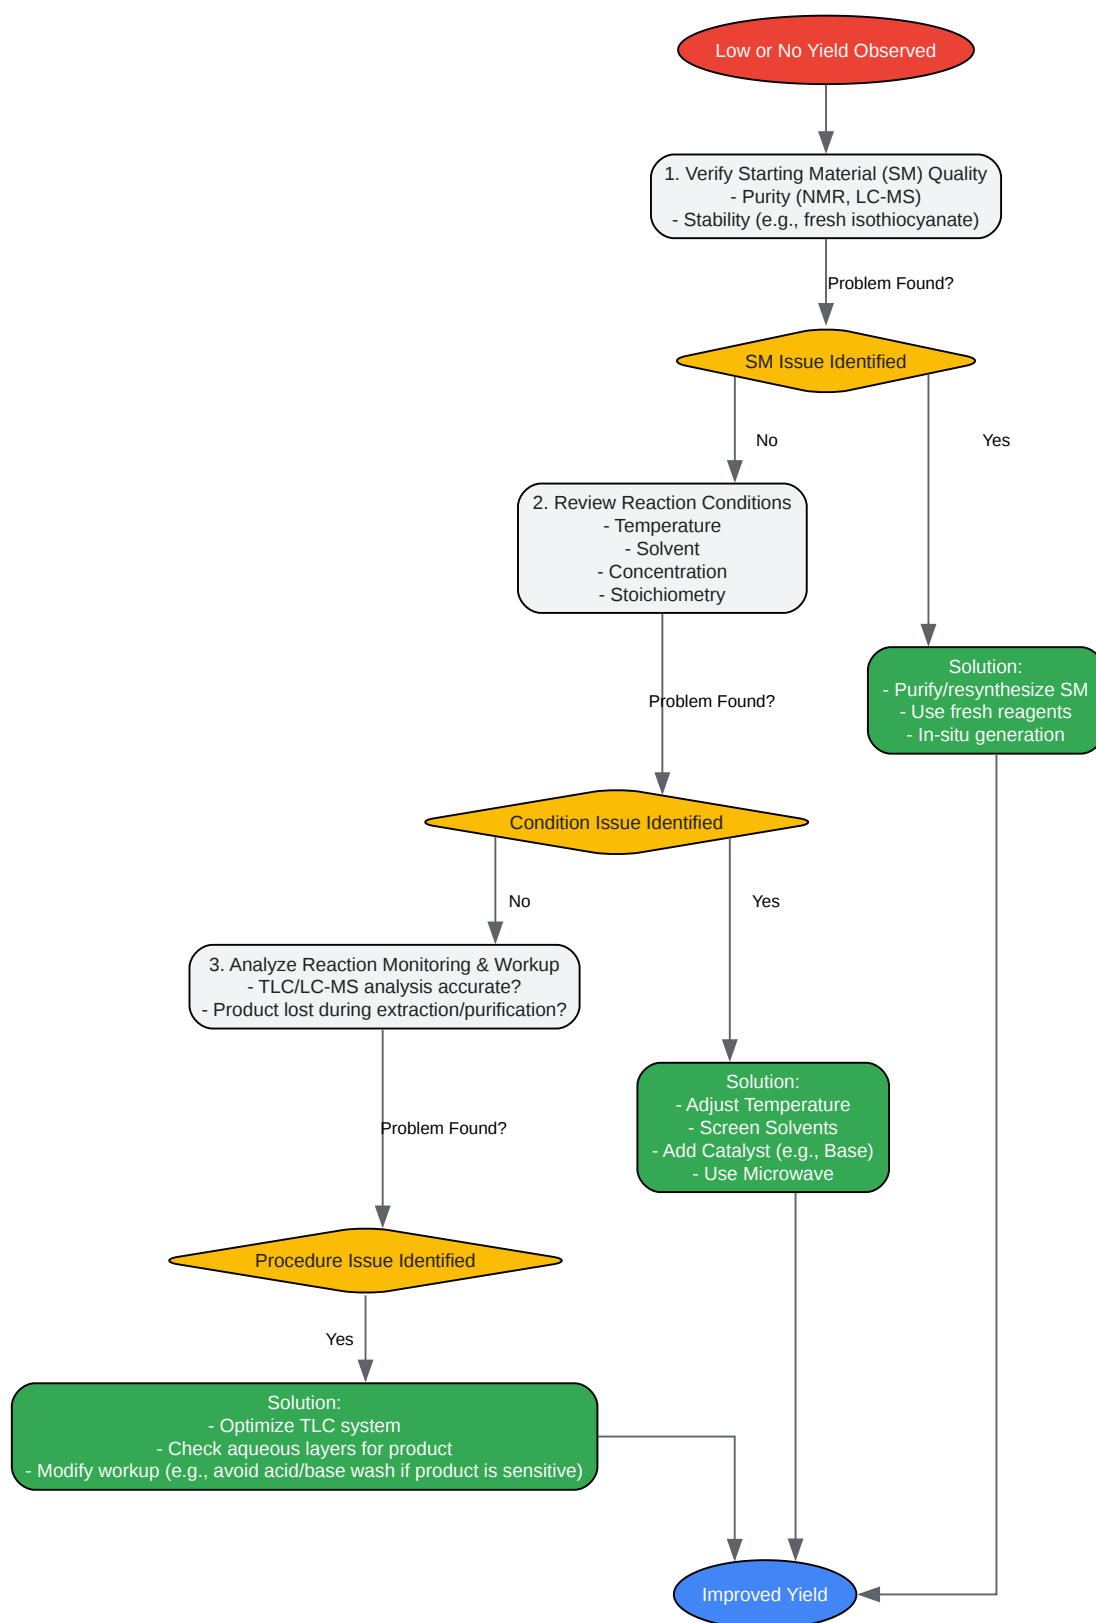 Low or No Yield Observed
1. Verify Starting Material (SM) Quality
- Purity (NMR, LC-MS)
- Stability (e.g., fresh isothiocyanate)
Problem Found?
SM Issue Identified
No
Yes
2. Review Reaction Conditions
- Temperature
- Solvent
- Concentration
- Stoichiometry
Solution:
- Purify/resynthesize SM
- Use fresh reagents
- In-situ generation
Problem Found?
Condition Issue Identified
No
Yes
3. Analyze Reaction Monitoring & Workup
- TLC/LC-MS analysis accurate?
- Product lost during extraction/purification?
Solution:
- Adjust Temperature
- Screen Solvents
- Add Catalyst (e.g., Base)
- Use Microwave
Problem Found?
Procedure Issue Identified
Yes
Solution:
- Optimize TLC system
- Check aqueous layers for product
- Modify workup (e.g., avoid acid/base wash if product is sensitive)
Improved Yield